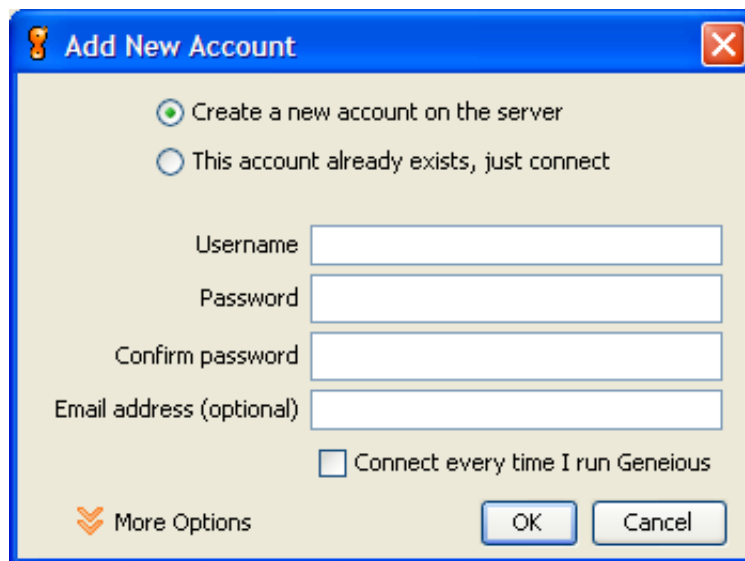 Add New Account
Create a new account on the server
This account already exists, just connect
Username
Password
Confirm password
Email address (optional)
Connect every time I run Geneious
More Options
OK
Cancel